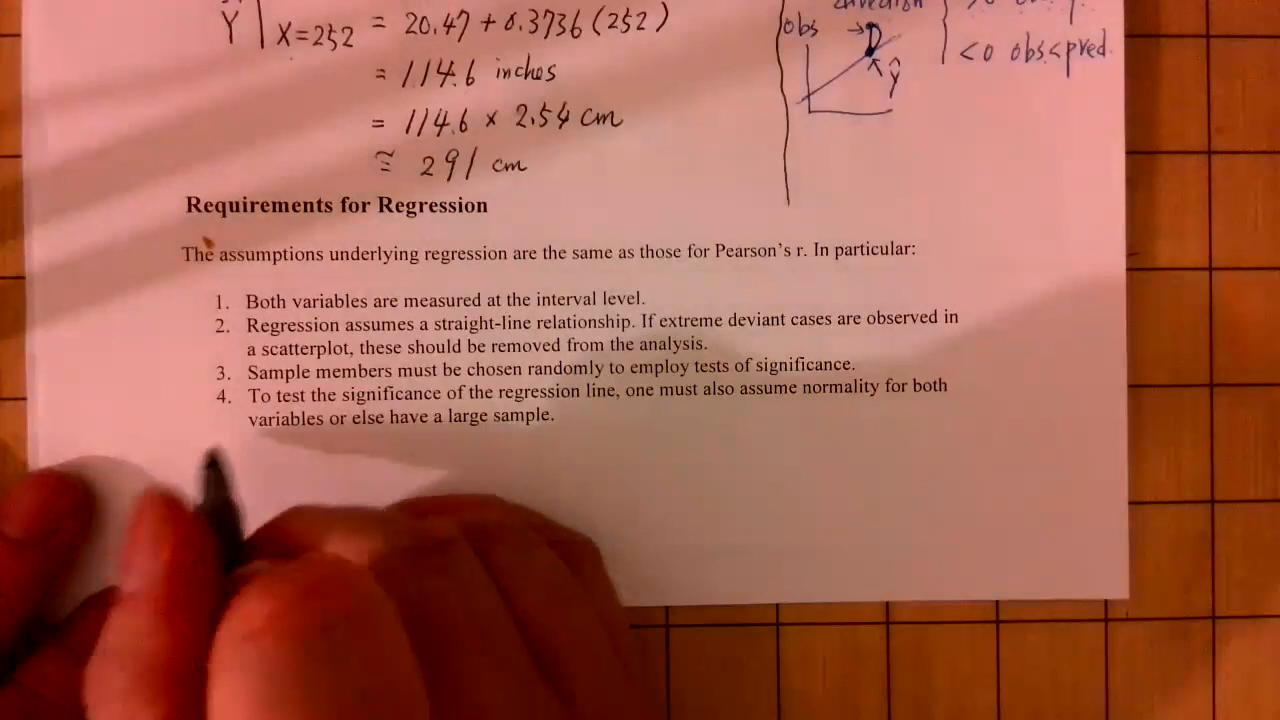 Ŷ | X=252 = 20.47 + 0.3736 (252)
= 114.6 inches
= 114.6 × 2.54 cm
≅ 291 cm
obs
Ŷ
<0 obs<pred.
Requirements for Regression
The assumptions underlying regression are the same as those for Pearson's r. In particular:
1. Both variables are measured at the interval level.
2. Regression assumes a straight-line relationship. If extreme deviant cases are observed in
a scatterplot, these should be removed from the analysis.
3. Sample members must be chosen randomly to employ tests of significance.
4. To test the significance of the regression line, one must also assume normality for both
variables or else have a large sample.